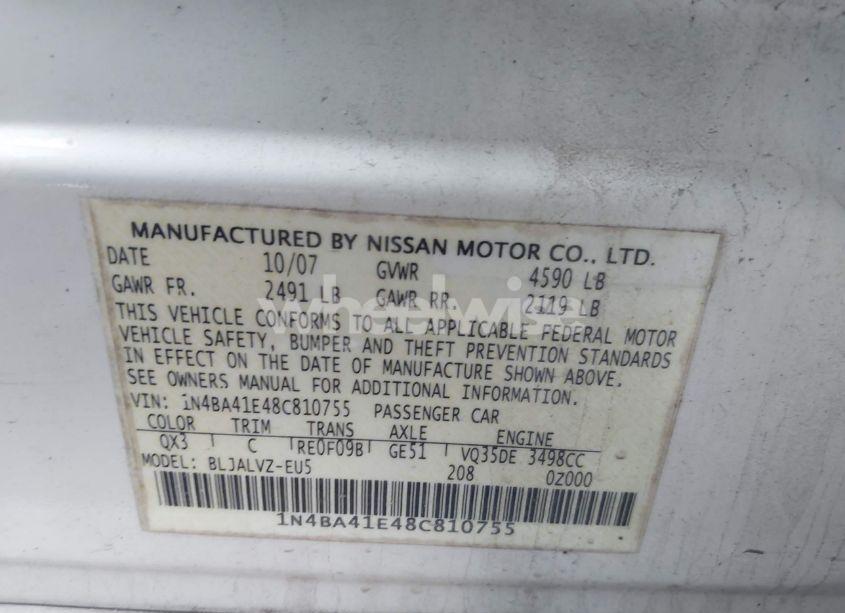 MANUFACTURED BY NISSAN MOTOR CO., LTD.
DATE 10/07 GVWR 4590 LB
GAWR FR. 2491 LB GAWR RR. 2119 LB
THIS VEHICLE CONFORMS TO ALL APPLICABLE FEDERAL MOTOR
VEHICLE SAFETY, BUMPER AND THEFT PREVENTION STANDARDS
IN EFFECT ON THE DATE OF MANUFACTURE SHOWN ABOVE.
SEE OWNERS MANUAL FOR ADDITIONAL INFORMATION.
VIN: 1N4BA41E48C810755 PASSENGER CAR
COLOR TRIM TRANS AXLE ENGINE
QX3 C RE0F09B GE51 VQ35DE 3498CC
MODEL: BLJALVZ-EU5 208 0Z000
1N4BA41E48C810755
wheelwise